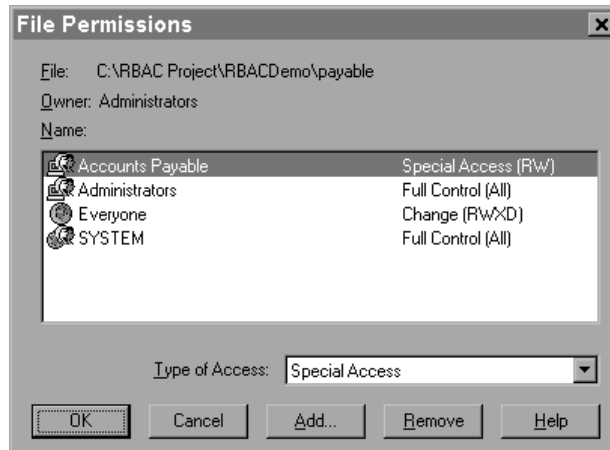 File Permissions
File: C:\RBAC Project\RBACDemo\payable
Owner: Administrators
Name:
Accounts Payable Special Access (RW)
Administrators Full Control (All)
Everyone Change (RWXD)
SYSTEM Full Control (All)
Type of Access: Special Access
OK Cancel Add... Remove Help